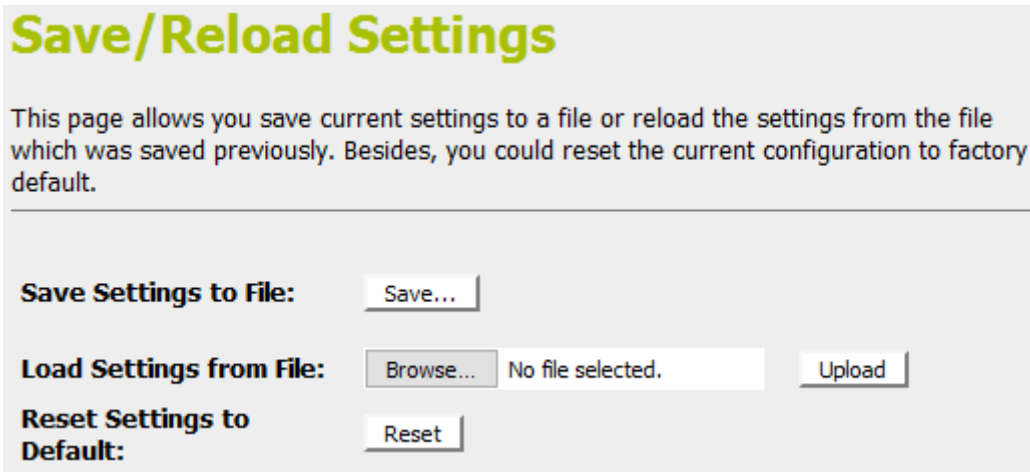 Save/Reload Settings
This page allows you save current settings to a file or reload the settings from the file
which was saved previously. Besides, you could reset the current configuration to factory
default.
Save Settings to File: Save...
Load Settings from File: Browse... No file selected. Upload
Reset Settings to
Default: Reset